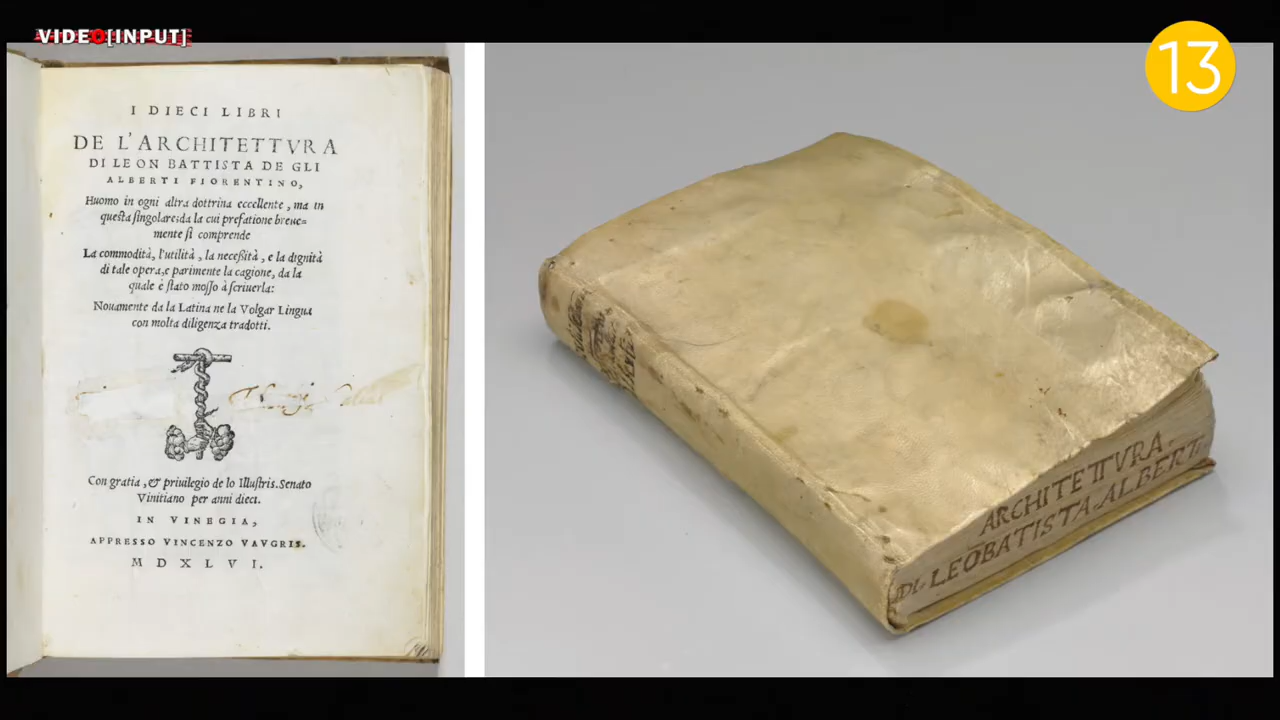 VIDEO[INPUT]
13
I DIECI LIBRI
DE L'ARCHITETTVRA
DI LEON BATTISTA DE GLI
ALBERTI FIORENTINO,
Huomo in ogni altra dottrina eccellente, ma in
questa singolare; da la cui prefatione breue=
mente si comprende
La commodità, l'utilità, la necessità, e la dignità
di tale opera, e parimente la cagione, da la
quale è stato mosso à scriuerla:
Nouamente da la Latina ne la Volgar Lingua
con molta diligenza tradotti.
Con gratia, & priuilegio de lo Illustris. Senato
Vinitiano per anni dieci.
IN VINEGIA,
APPRESSO VINCENZO VAVGRIS.
M D XLVI.
ARCHITETTVRA.
DI LEŌBATISTA ALBERT.